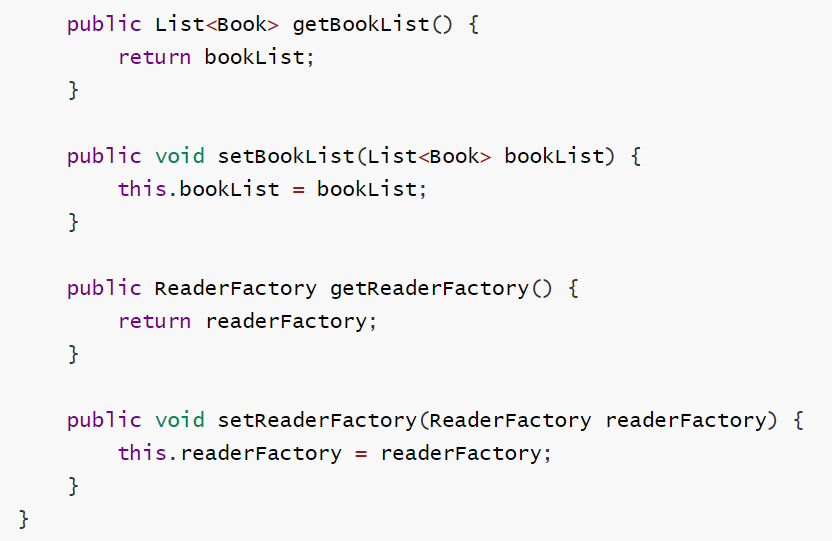 public List<Book> getBookList() {
return bookList;
}
public void setBookList(List<Book> bookList) {
this.bookList = bookList;
}
public ReaderFactory getReaderFactory() {
return readerFactory;
}
public void setReaderFactory(ReaderFactory readerFactory) {
this.readerFactory = readerFactory;
}
}